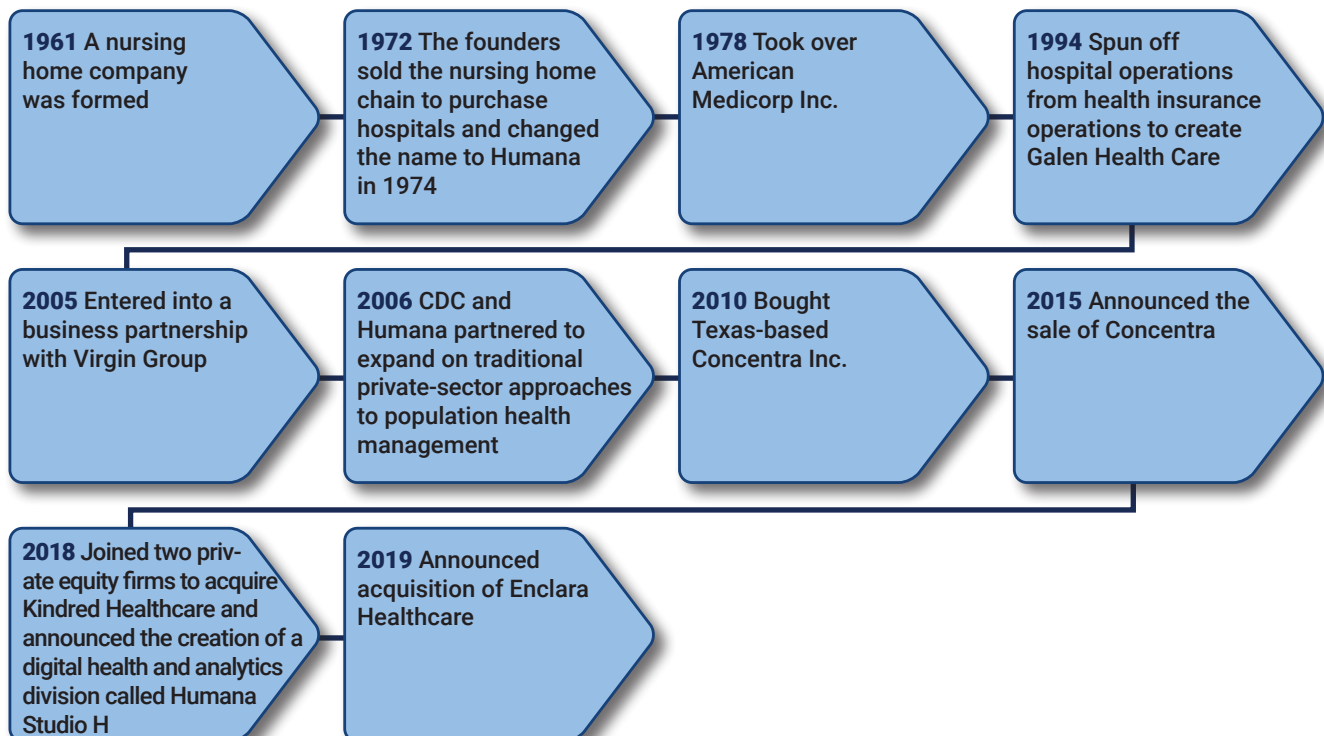 1961 A nursing
home company
was formed
1972 The founders
sold the nursing home
chain to purchase
hospitals and changed
the name to Humana
in 1974
1978 Took over
American
Medicorp Inc.
1994 Spun off
hospital operations
from health insurance
operations to create
Galen Health Care
2005 Entered into a
business partnership
with Virgin Group
2006 CDC and
Humana partnered to
expand on traditional
private-sector approaches
to population health
management
2010 Bought
Texas-based
Concentra Inc.
2015 Announced the
sale of Concentra
2018 Joined two priv-
ate equity firms to acquire
Kindred Healthcare and
announced the creation of a
digital health and analytics
division called Humana
Studio H
2019 Announced
acquisition of Enclara
Healthcare